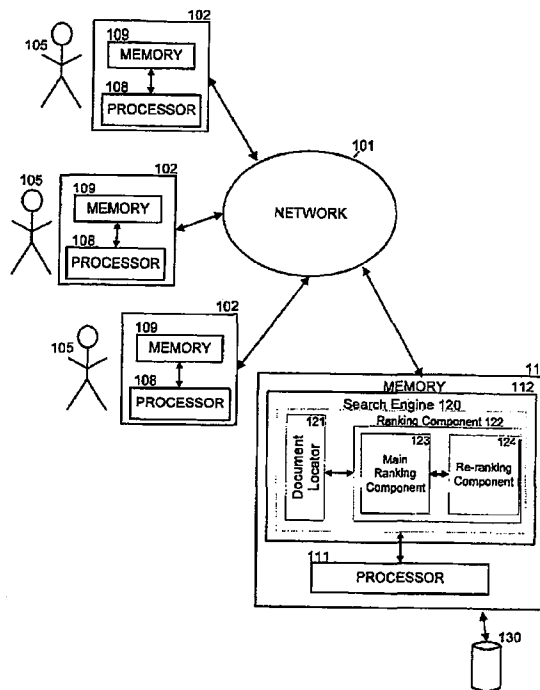 102
105
109
MEMORY
108
PROCESSOR
101
NETWORK
102
105
109
MEMORY
108
PROCESSOR
102
105
109
MEMORY
108
PROCESSOR
11
MEMORY
112
Search Engine 120
Ranking Component 122
121
Document Locator
123
Main
Ranking
Component
124
Re-ranking
Component
111
PROCESSOR
130